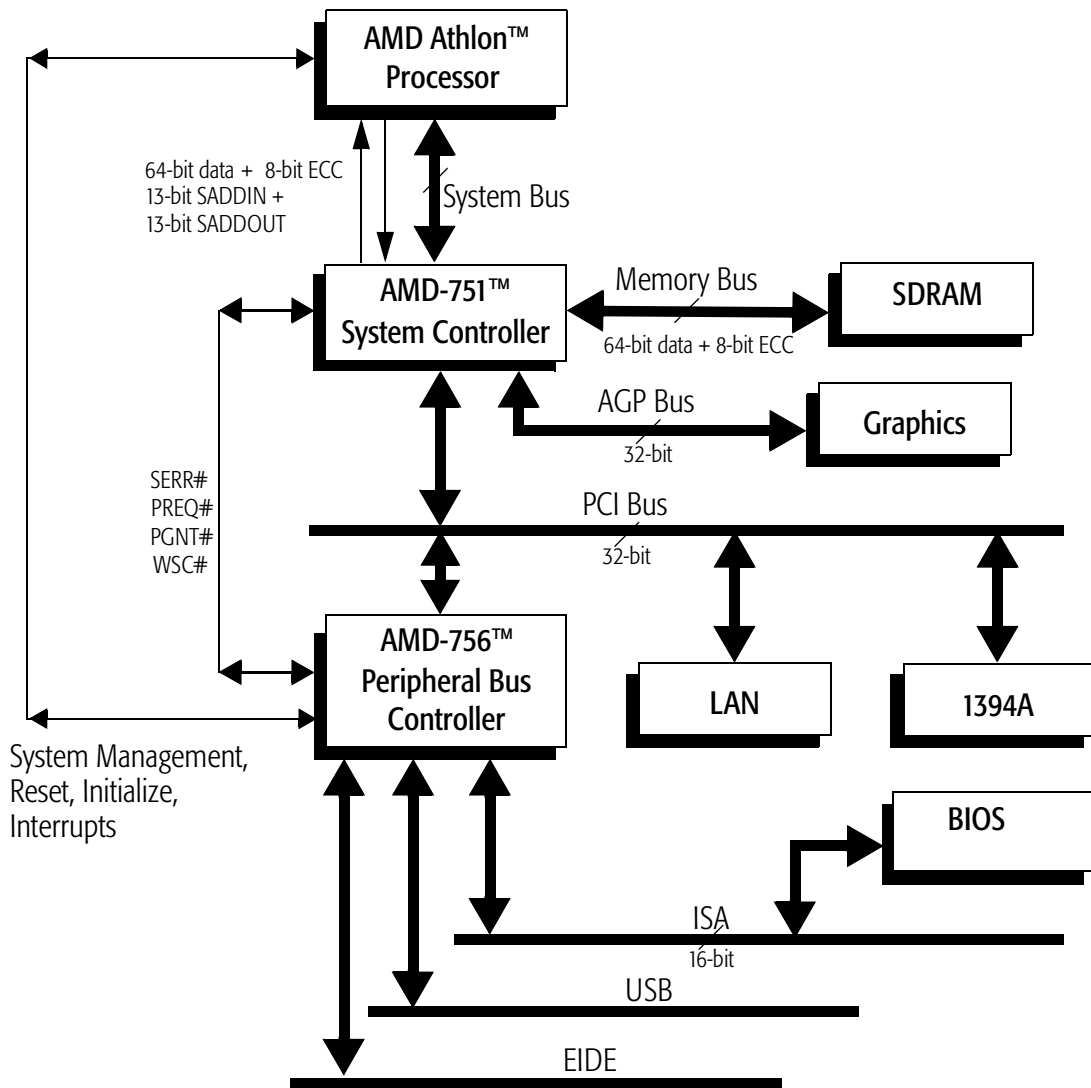 AMD Athlon™
Processor
64-bit data + 8-bit ECC
13-bit SADDIN +
13-bit SADDOUT
System Bus
AMD-751™
System Controller
Memory Bus
64-bit data + 8-bit ECC
SDRAM
AGP Bus
32-bit
Graphics
SERR#
PREQ#
PGNT#
WSC#
PCI Bus
32-bit
AMD-756™
Peripheral Bus
Controller
LAN
1394A
System Management,
Reset, Initialize,
Interrupts
BIOS
ISA
16-bit
USB
EIDE